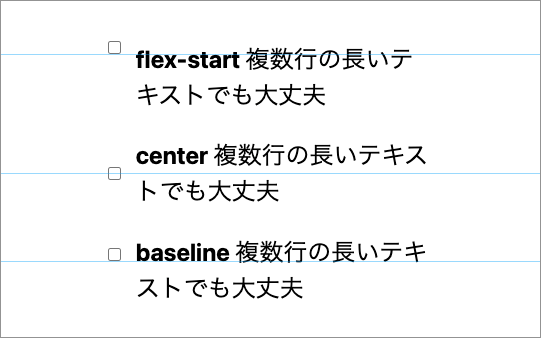 flex-start 複数行の長いテ
キストでも大丈夫
center 複数行の長いテキス
トでも大丈夫
baseline 複数行の長いテキ
ストでも大丈夫